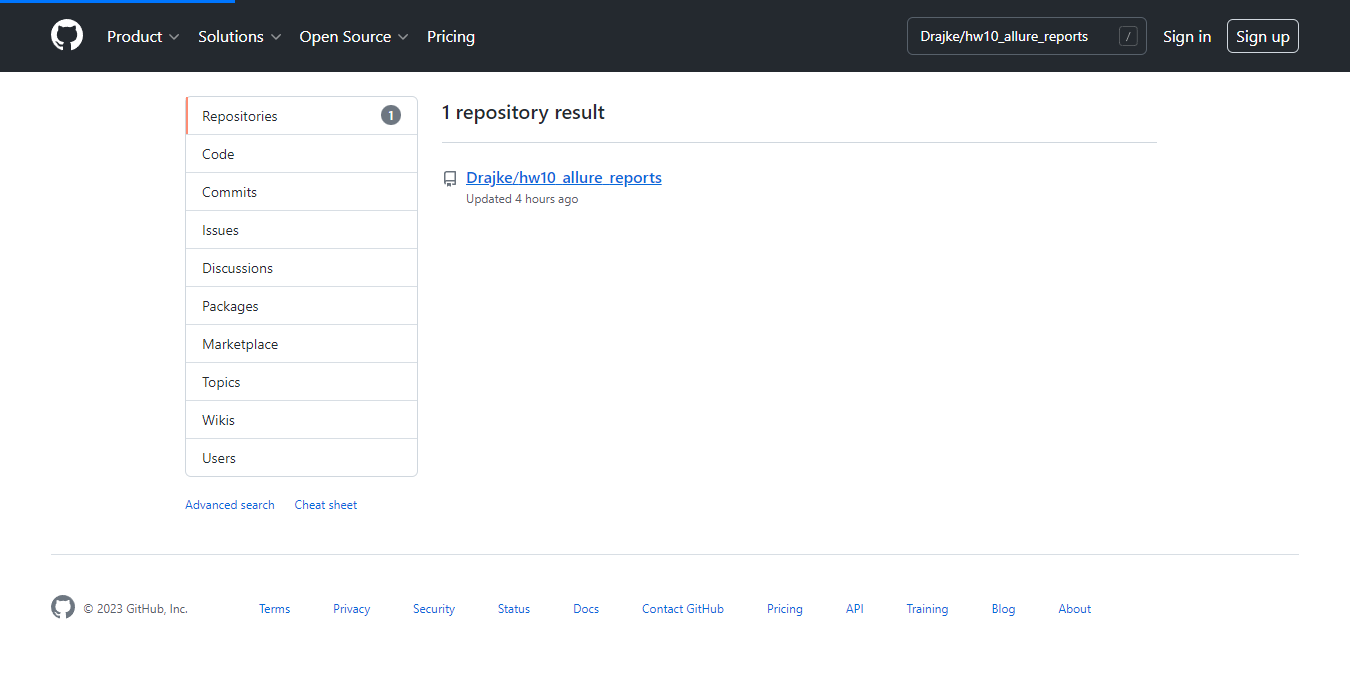 Product Solutions Open Source Pricing Drajke/hw10_allure_reports / Sign in Sign up
Repositories 1
Code
Commits
Issues
Discussions
Packages
Marketplace
Topics
Wikis
Users
Advanced search Cheat sheet
1 repository result
Drajke/hw10_allure_reports
Updated 4 hours ago
© 2023 GitHub, Inc. Terms Privacy Security Status Docs Contact GitHub Pricing API Training Blog About